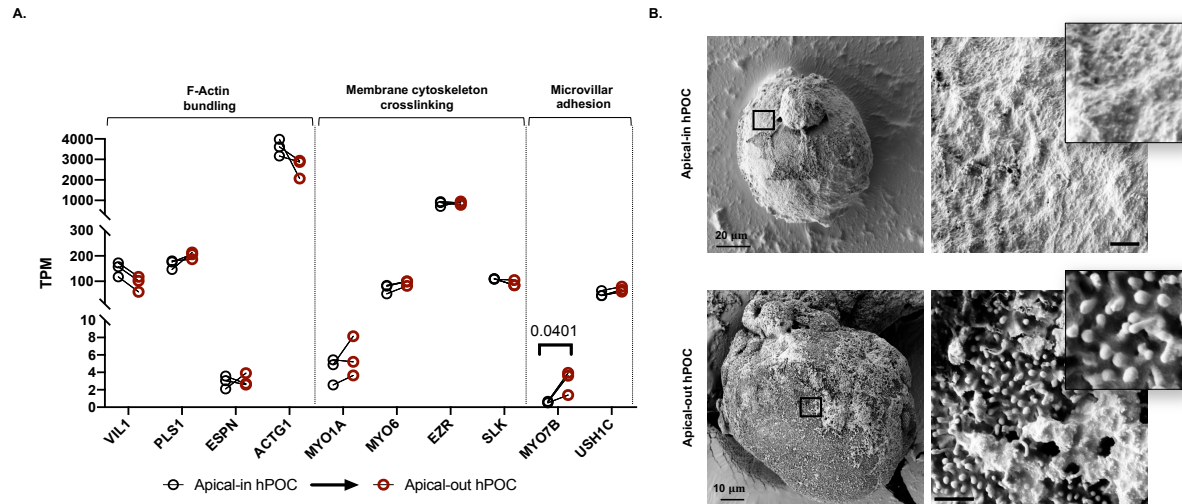 A.
F-Actin
bundling
Membrane cytoskeleton
crosslinking
Microvillar
adhesion
4000
3000
2000
1000
300
200
100
8
6
4
2
0
TPM
0.0401
VIL1
PLS1
ESPN
ACTG1
MYO1A
MYO6
EZR
SLK
MYO7B
USH1C
Apical-in hPOC
Apical-out hPOC
B.
Apical-in hPOC
20 µm
Apical-out hPOC
10 µm